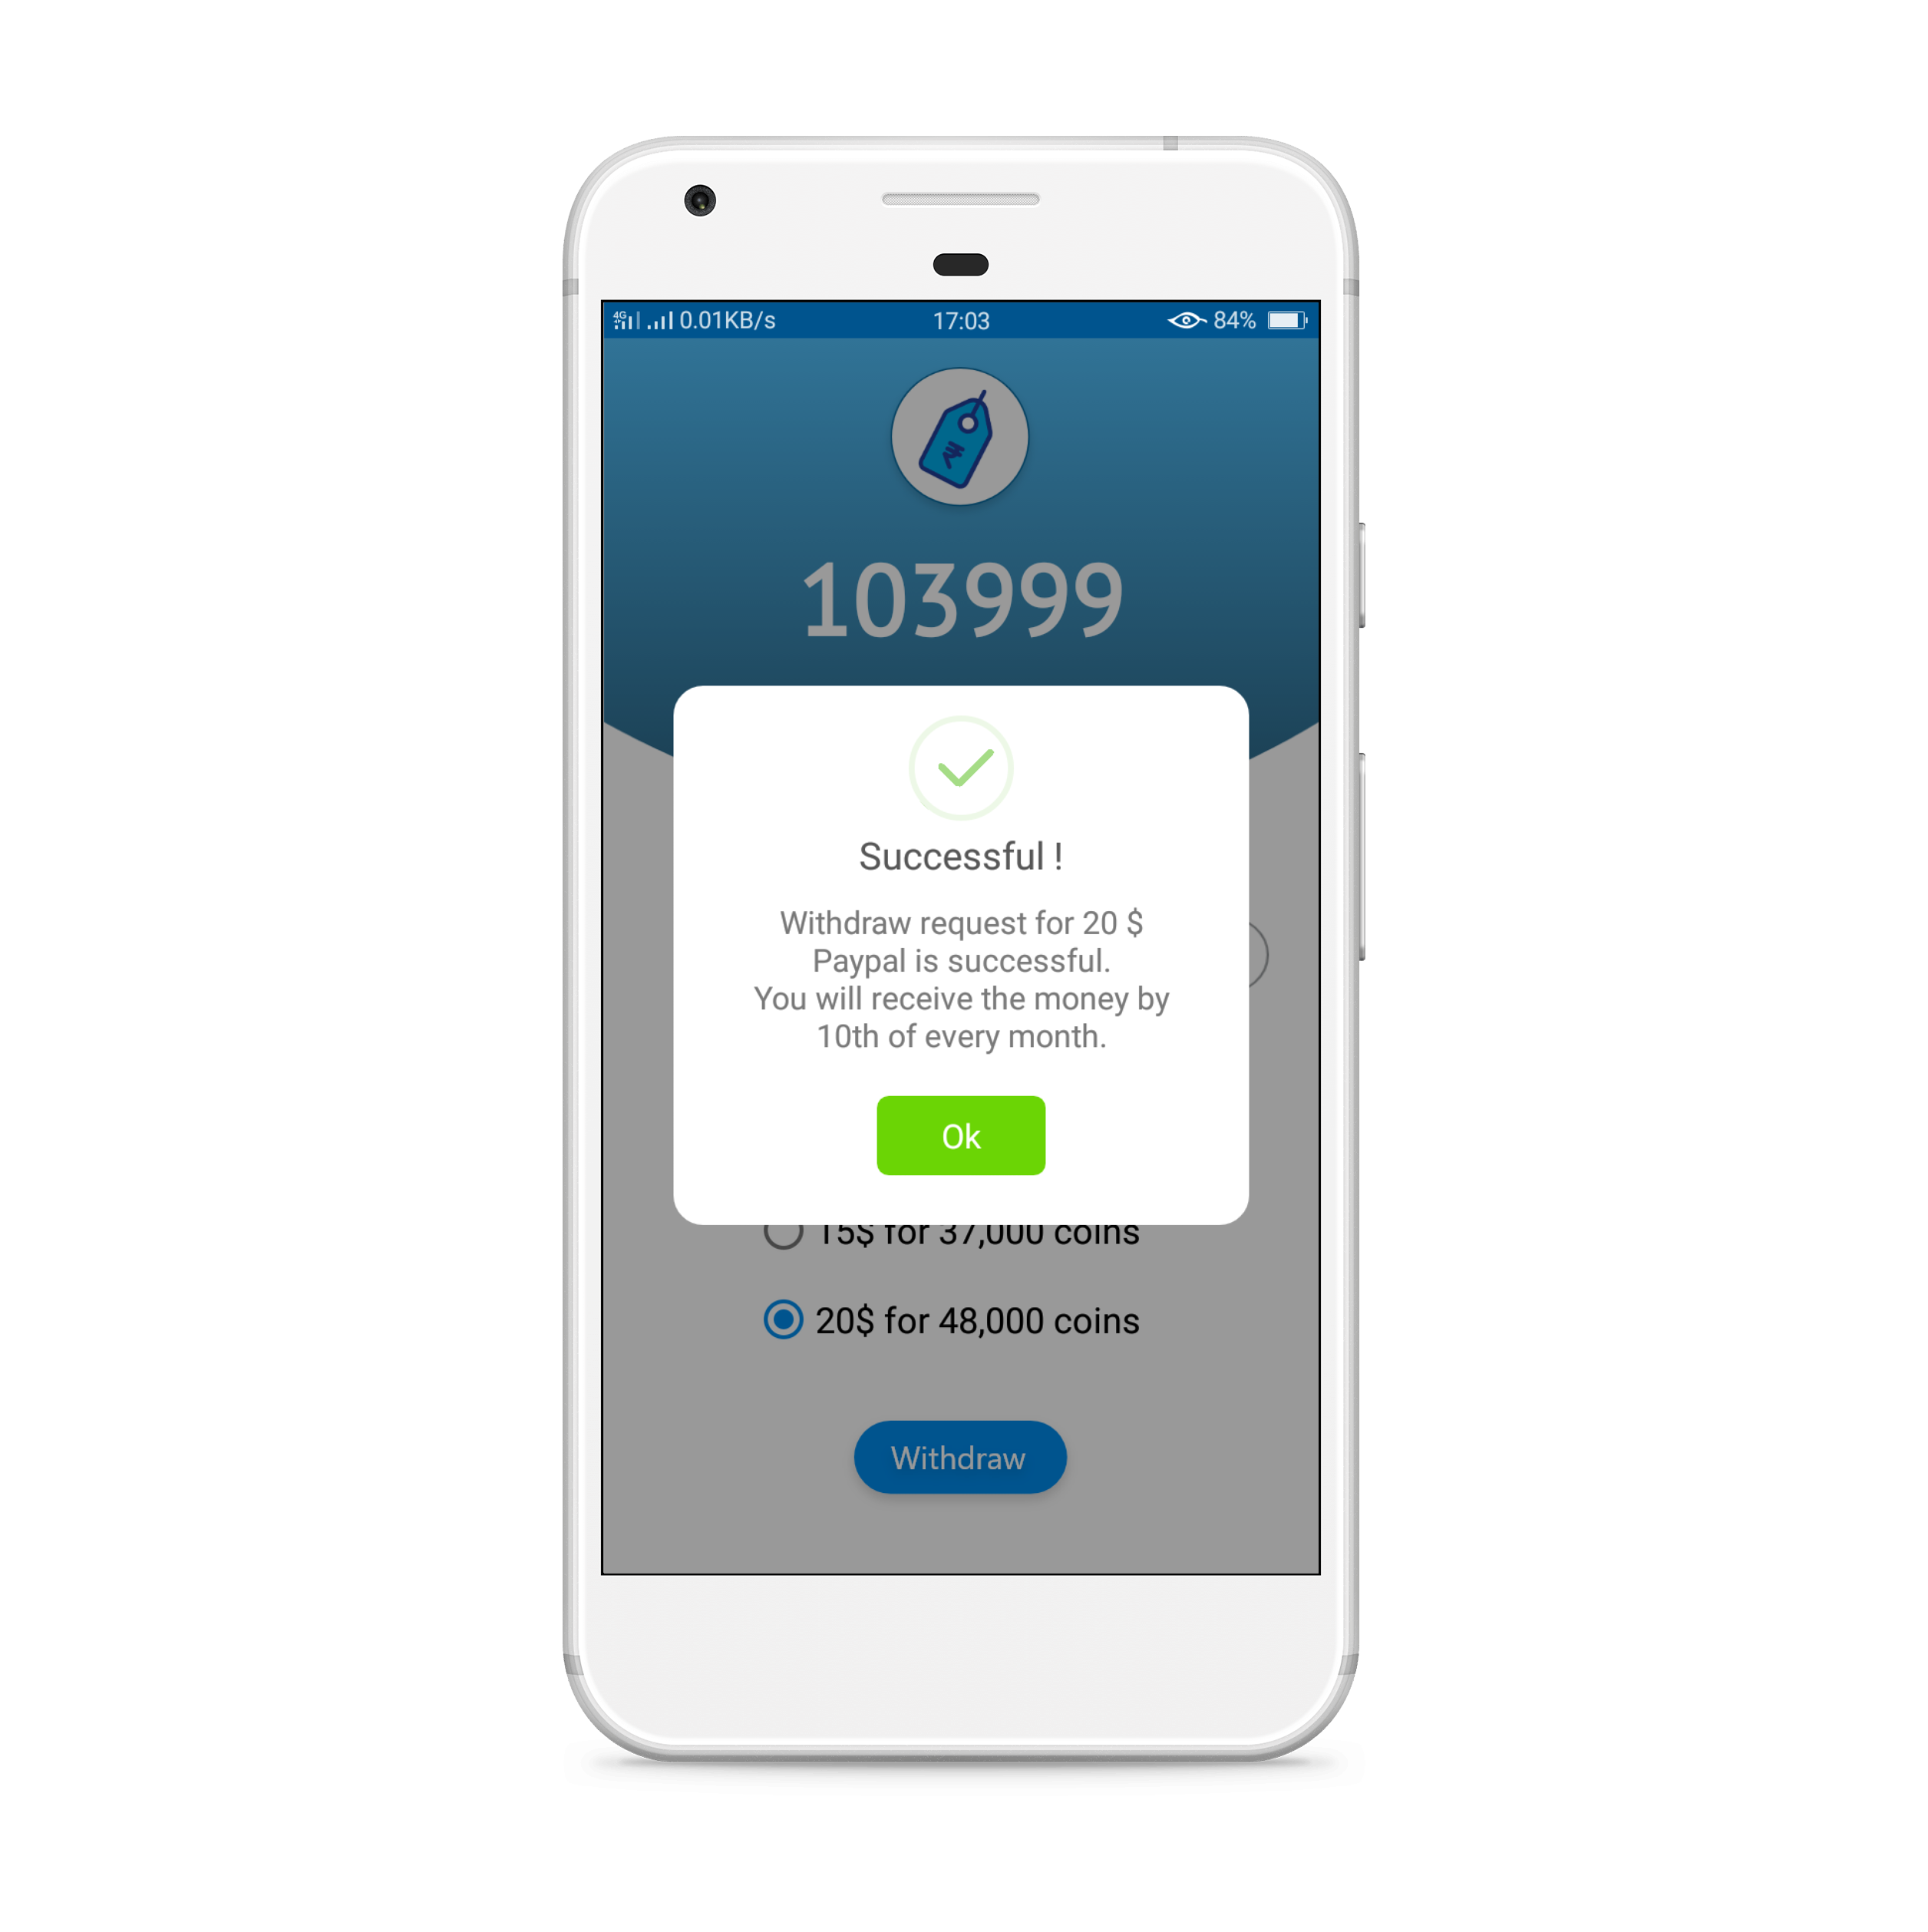 4G 0.01KB/s 17:03 84%
₹
103999
Successful !
Withdraw request for 20 $
Paypal is successful.
You will receive the money by
10th of every month.
Ok
15$ for 37,000 coins
20$ for 48,000 coins
Withdraw